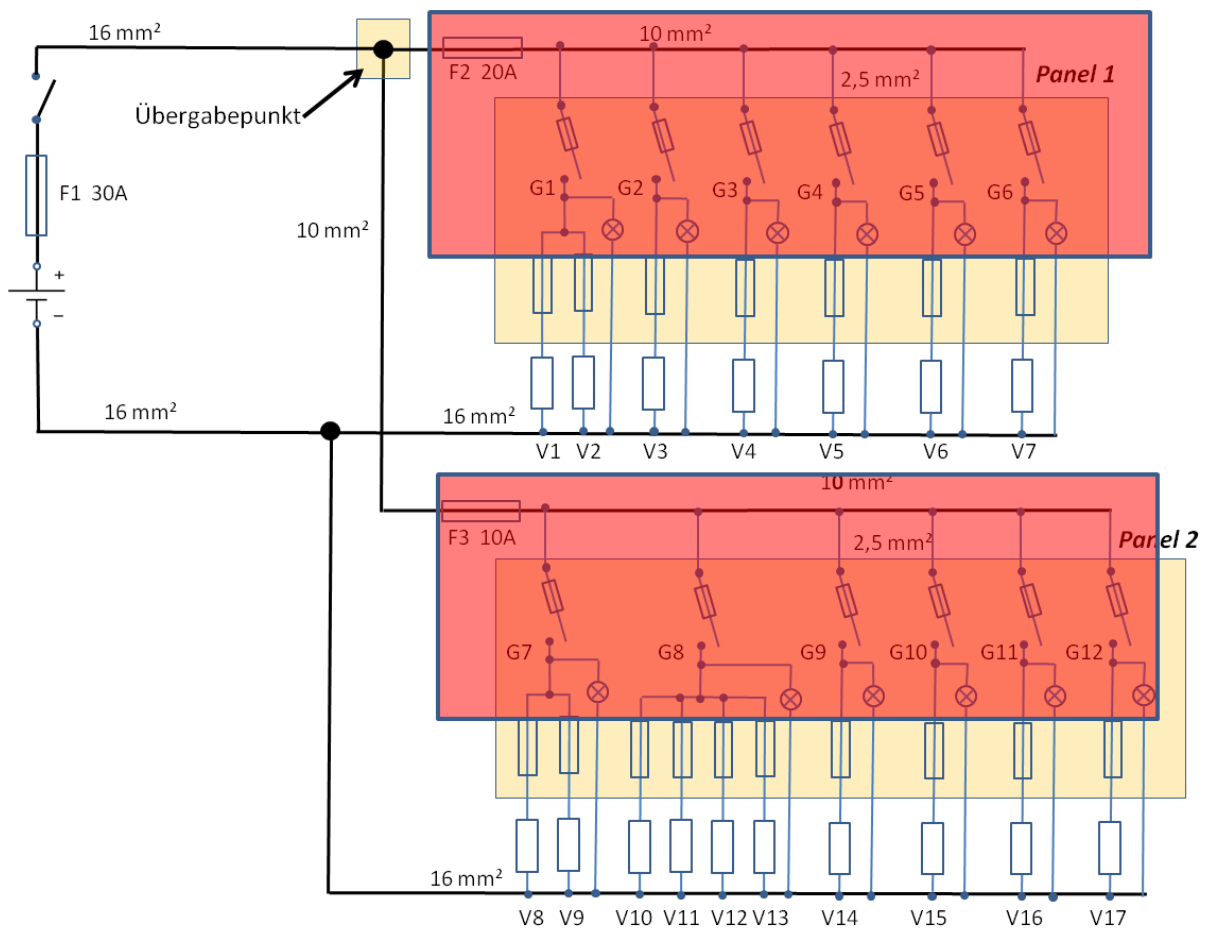 16 mm²
10 mm²
F2 20A
Panel 1
2,5 mm²
Übergabepunkt
F1 30A
G1 G2 G3 G4 G5 G6
10 mm²
+
–
16 mm²
16 mm²
V1 V2 V3 V4 V5 V6 V7
10 mm²
F3 10A
2,5 mm²
Panel 2
G7 G8 G9 G10 G11 G12
16 mm²
V8 V9 V10 V11 V12 V13 V14 V15 V16 V17